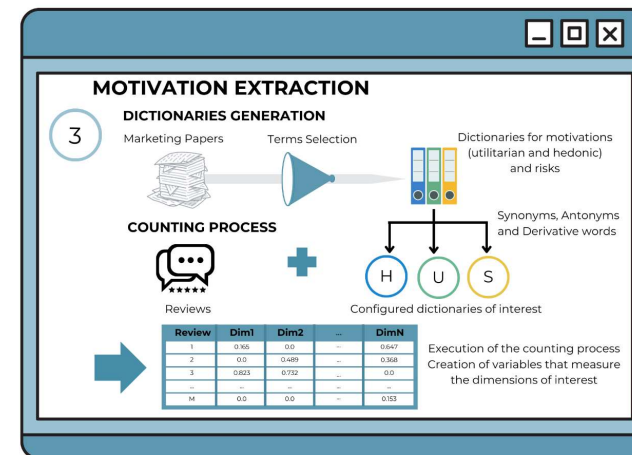 MOTIVATION EXTRACTION
3
DICTIONARIES GENERATION
Marketing Papers
Terms Selection
Dictionaries for motivations
(utilitarian and hedonic)
and risks
Synonyms, Antonyms
and Derivative words
COUNTING PROCESS
H U S
Reviews
Configured dictionaries of interest
Review Dim1 Dim2 ... DimN
1 0.165 0.0 ... 0.647
2 0.0 0.489 ... 0.368
3 0.823 0.732 ... 0.0
... ... ... ... ...
M 0.0 0.0 ... 0.153
Execution of the counting process
Creation of variables that measure
the dimensions of interest